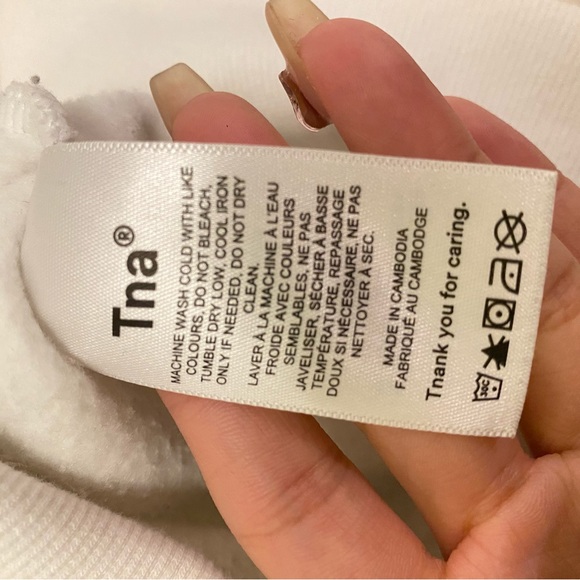 Tna®
MACHINE WASH COLD WITH LIKE
COLOURS, DO NOT BLEACH,
TUMBLE DRY LOW, COOL IRON
ONLY IF NEEDED, DO NOT DRY
CLEAN.
LAVER À LA MACHINE À L'EAU
FROIDE AVEC COULEURS
SEMBLABLES, NE PAS
JAVELISER, SÉCHER À BASSE
TEMPÉRATURE, REPASSAGE
DOUX SI NÉCESSAIRE, NE PAS
NETTOYER À SEC.
MADE IN CAMBODIA
FABRIQUÉ AU CAMBODGE
Tnank you for caring.
30C